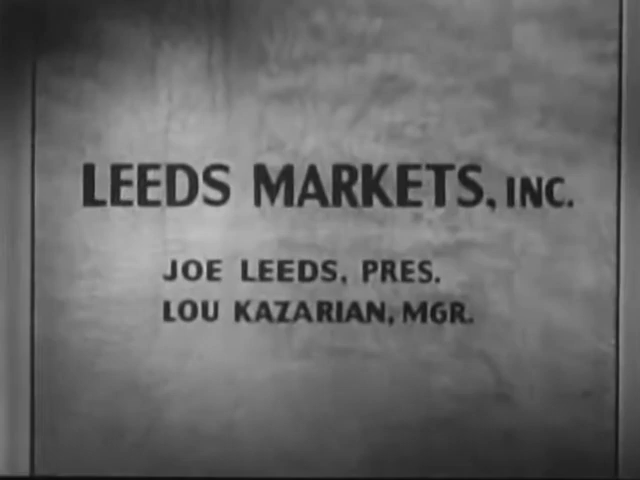 LEEDS MARKETS, INC.
JOE LEEDS, PRES.
LOU KAZARIAN, MGR.